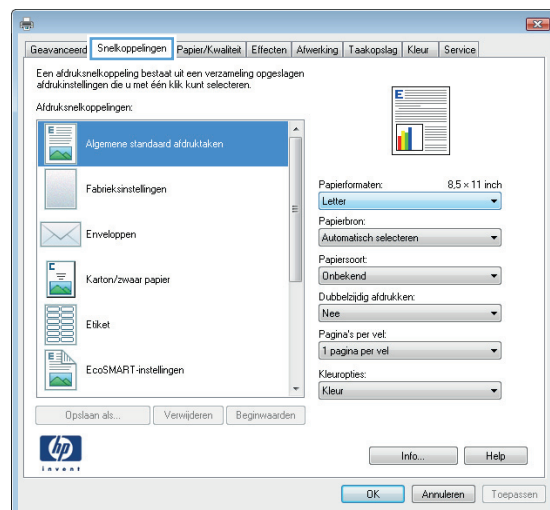 Geavanceerd Snelkoppelingen Papier/Kwaliteit Effecten Afwerking Taakopslag Kleur Service
Een afdruksnelkoppeling bestaat uit een verzameling opgeslagen
afdrukinstellingen die u met één klik kunt selecteren.
Afdruksnelkoppelingen:
Algemene standaard afdruktaken
Fabrieksinstellingen
Enveloppen
Karton/zwaar papier
Etiket
EcoSMART-instellingen
Opslaan als... Verwijderen Beginwaarden
E
Papierformaten: 8,5 × 11 inch
Letter
Papierbron:
Automatisch selecteren
Papiersoort:
Onbekend
Dubbelzijdig afdrukken:
Nee
Pagina's per vel:
1 pagina per vel
Kleuropties:
Kleur
hp
invent
Info... Help
OK Annuleren Toepassen